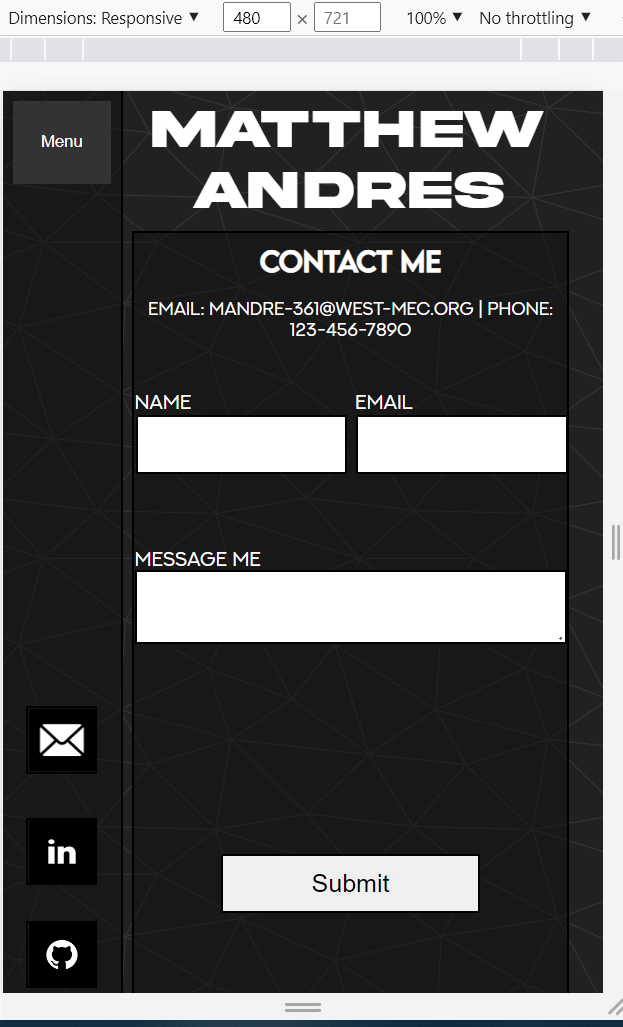 Dimensions: Responsive ▼ 480 × 721 100% ▼ No throttling ▼
Menu
MATTHEW
ANDRES
CONTACT ME
EMAIL: MANDRE-361@WEST-MEC.ORG | PHONE:
123-456-7890
NAME EMAIL
MESSAGE ME
in
Submit